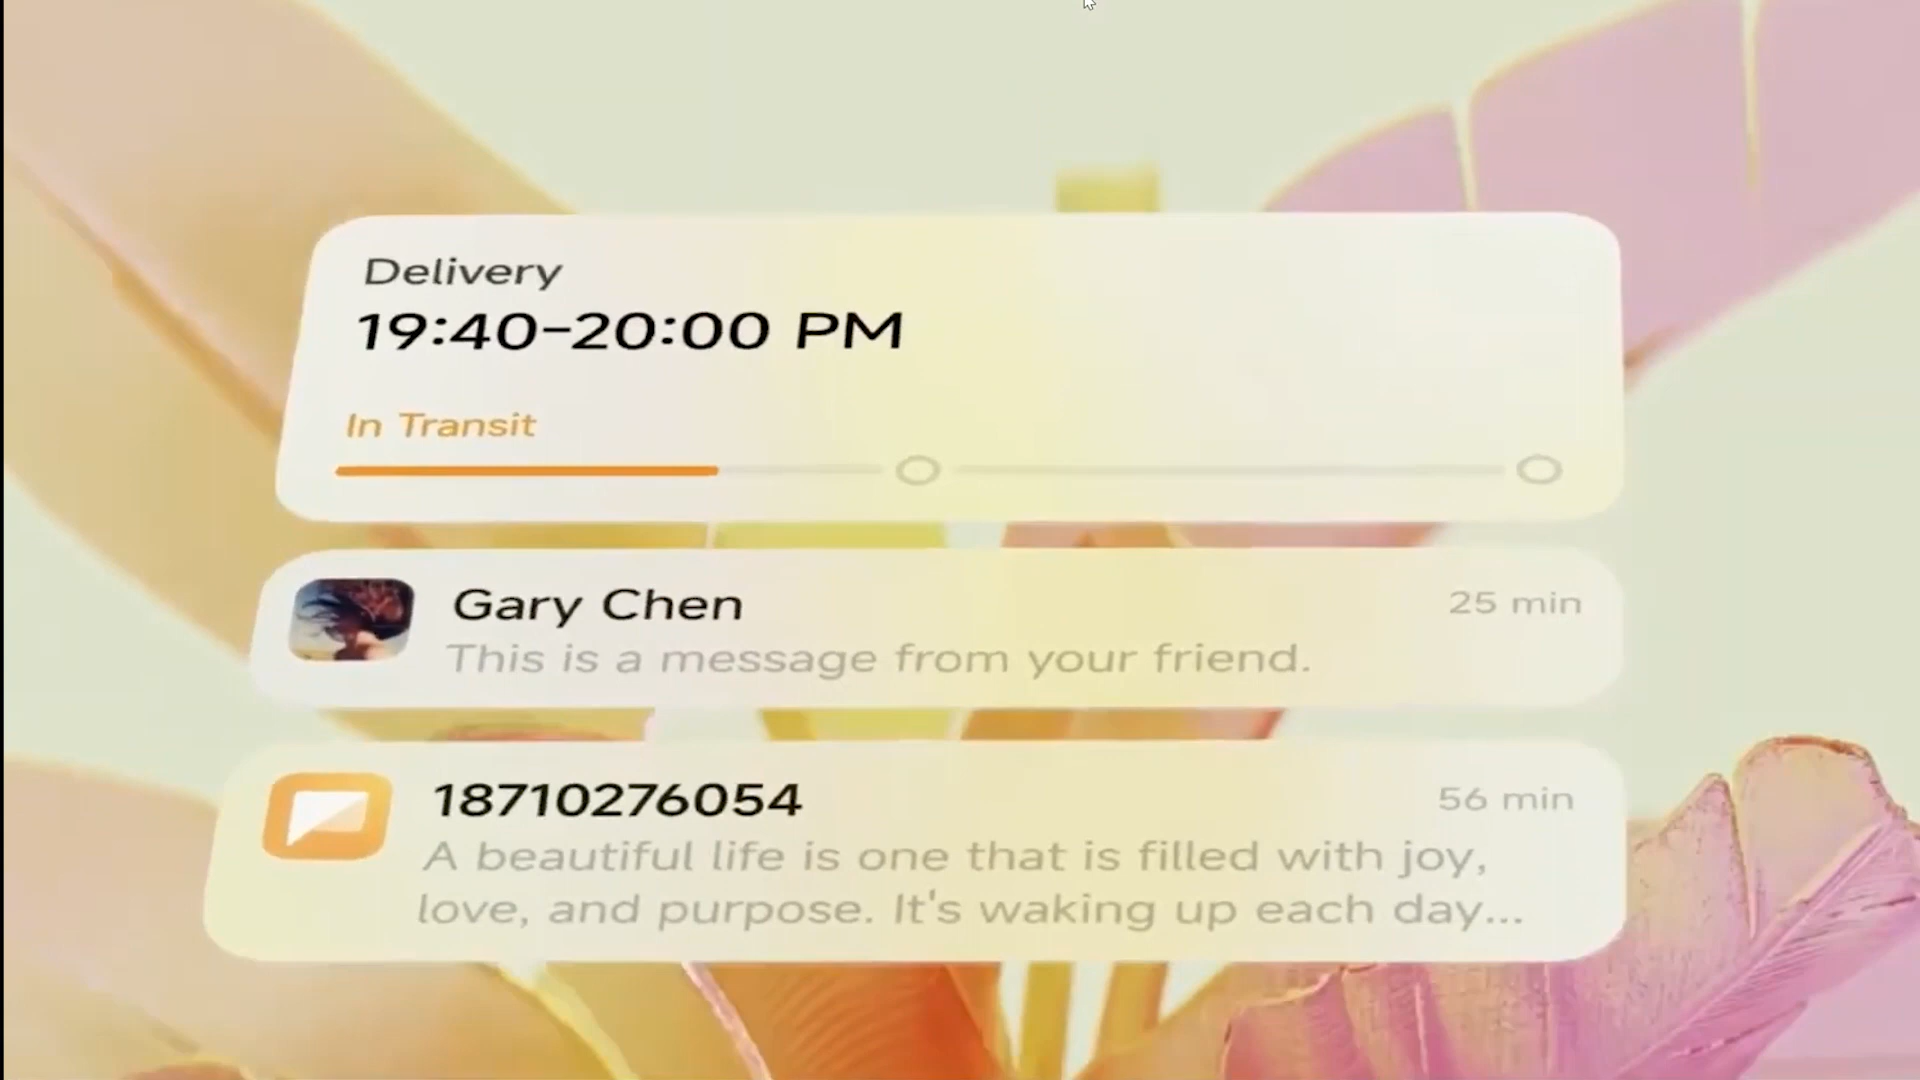 Delivery
19:40-20:00 PM
In Transit
Gary Chen
25 min
This is a message from your friend.
18710276054
56 min
A beautiful life is one that is filled with joy,
love, and purpose. It's waking up each day...